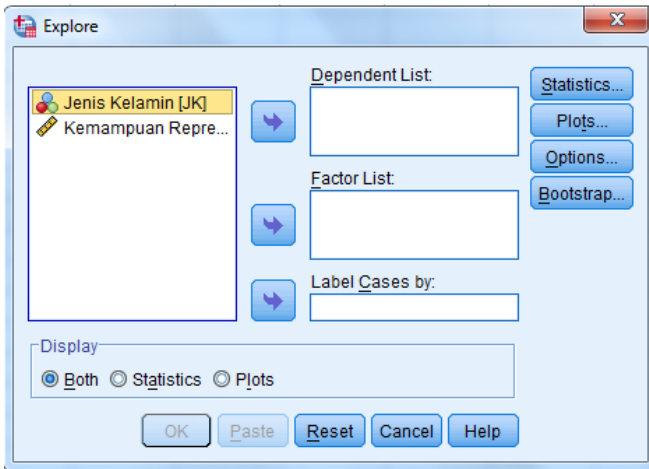 Explore
Jenis Kelamin [JK]
Kemampuan Repre...
Dependent List:
Factor List:
Label Cases by:
Statistics...
Plots...
Options...
Bootstrap...
Display
Both Statistics Plots
OK Paste Reset Cancel Help